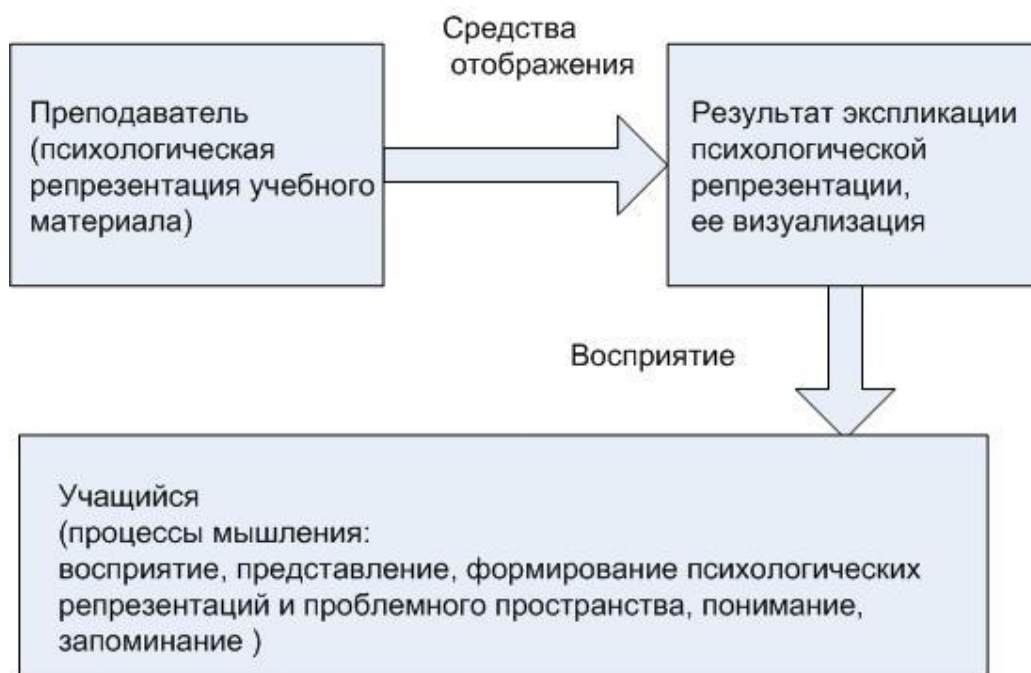 Средства
отображения
Преподаватель
(психологическая
репрезентация учебного
материала)
Результат экспликации
психологической
репрезентации,
ее визуализация
Восприятие
Учащийся
(процессы мышления:
восприятие, представление, формирование психологических
репрезентаций и проблемного пространства, понимание,
запоминание )